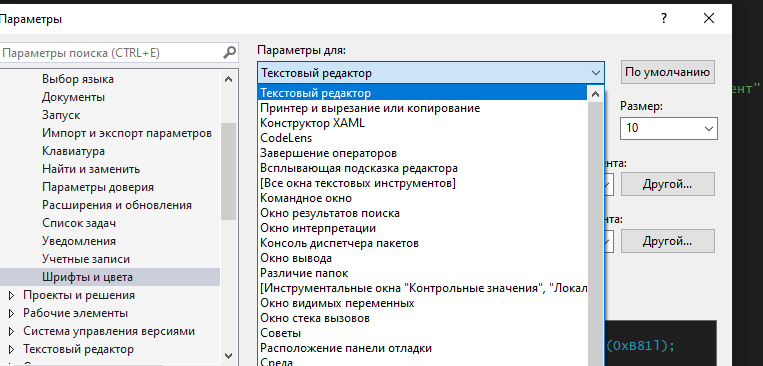 Параметры
?
Параметры поиска (CTRL+E)
Выбор языка
Документы
Запуск
Импорт и экспорт параметров
Клавиатура
Найти и заменить
Параметры доверия
Расширения и обновления
Список задач
Уведомления
Учетные записи
Шрифты и цвета
Проекты и решения
Рабочие элементы
Система управления версиями
Текстовый редактор
Параметры для:
Текстовый редактор
По умолчанию
Текстовый редактор
Принтер и вырезание или копирование
Конструктор XAML
CodeLens
Завершение операторов
Всплывающая подсказка редактора
[Все окна текстовых инструментов]
Командное окно
Окно результатов поиска
Окно интерпретации
Консоль диспетчера пакетов
Окно вывода
Различие папок
[Инструментальные окна "Контрольные значения", "Локал
Окно видимых переменных
Окно стека вызовов
Советы
Расположение панели отладки
Среда
Размер:
10
ента:
Другой...
та:
Другой...
(0xB81l);
ент"